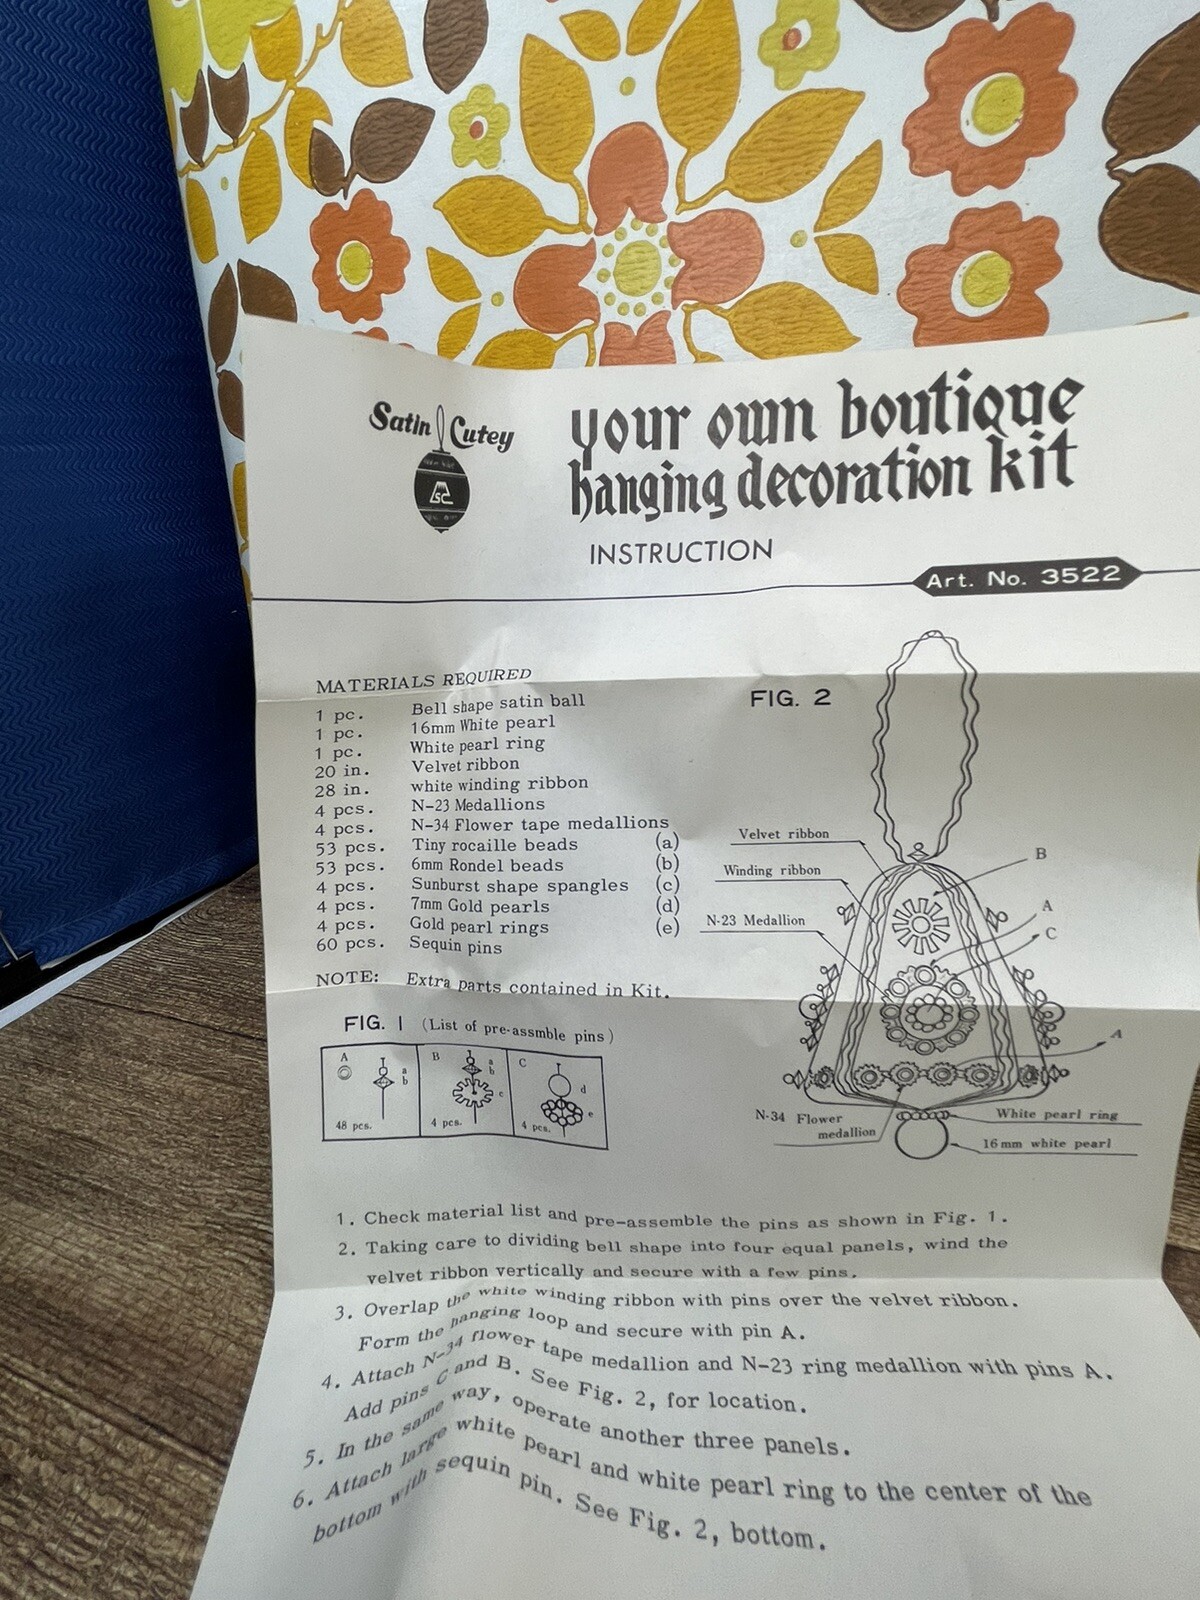 Satin Cutey
SC
your own boutique
hanging decoration kit
INSTRUCTION
Art. No. 3522
MATERIALS REQUIRED
1 pc. Bell shape satin ball
1 pc. 16mm White pearl
1 pc. White pearl ring
20 in. Velvet ribbon
28 in. white winding ribbon
4 pcs. N-23 Medallions
4 pcs. N-34 Flower tape medallions
53 pcs. Tiny rocaille beads (a)
53 pcs. 6mm Rondel beads (b)
4 pcs. Sunburst shape spangles (c)
4 pcs. 7mm Gold pearls (d)
4 pcs. Gold pearl rings (e)
60 pcs. Sequin pins
NOTE: Extra parts contained in Kit.
FIG. 1 (List of pre-assmble pins)
A
a
b
48 pcs.
B
a
b
c
4 pcs.
C
d
e
4 pcs.
FIG. 2
Velvet ribbon
Winding ribbon
N-23 Medallion
B
A
C
A
N-34 Flower
medallion
White pearl ring
16mm white pearl
1. Check material list and pre-assemble the pins as shown in Fig. 1.
2. Taking care to dividing bell shape into four equal panels, wind the
velvet ribbon vertically and secure with a few pins.
3. Overlap the white winding ribbon with pins over the velvet ribbon.
Form the hanging loop and secure with pin A.
4. Attach N-34 flower tape medallion and N-23 ring medallion with pins A.
Add pins C and B. See Fig. 2, for location.
5. In the same way, operate another three panels.
6. Attach large white pearl and white pearl ring to the center of the
bottom with sequin pin. See Fig. 2, bottom.